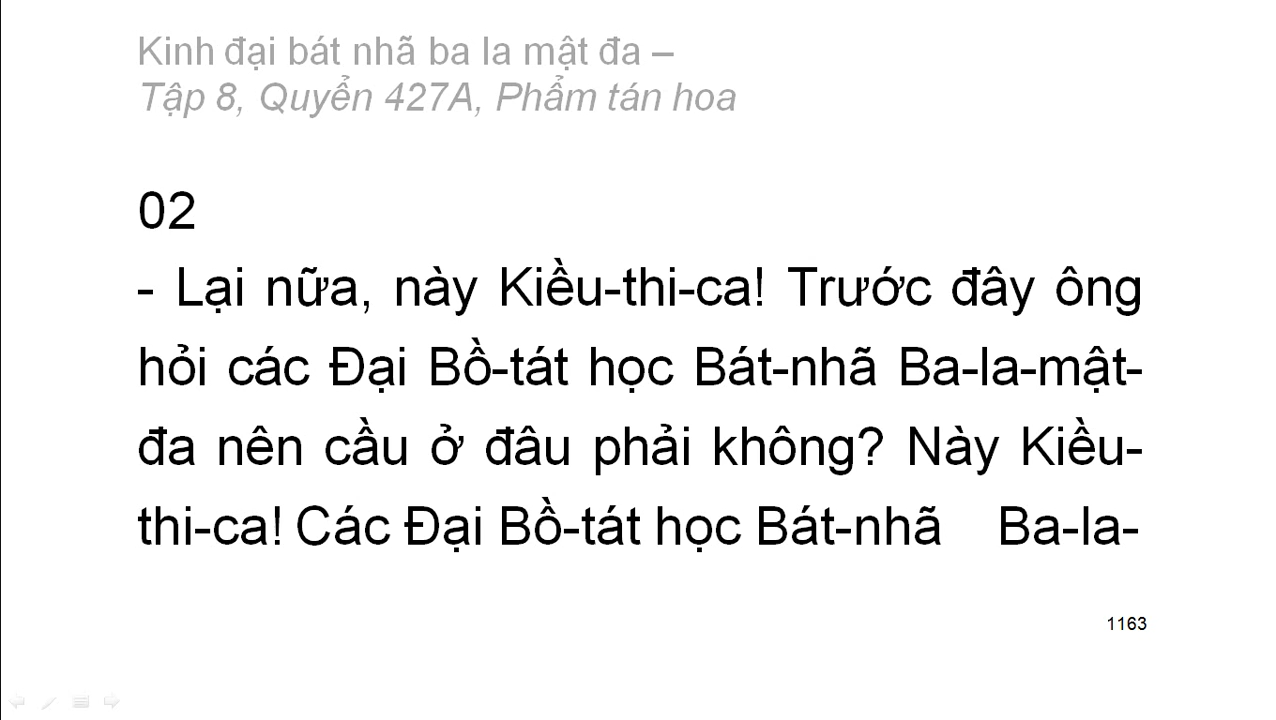 Kinh đại bát nhã ba la mật đa –
Tập 8, Quyển 427A, Phẩm tán hoa
02
- Lại nữa, này Kiều-thi-ca! Trước đây ông
hỏi các Đại Bồ-tát học Bát-nhã Ba-la-mật-
đa nên cầu ở đâu phải không? Này Kiều-
thi-ca! Các Đại Bồ-tát học Bát-nhã Ba-la-
1163